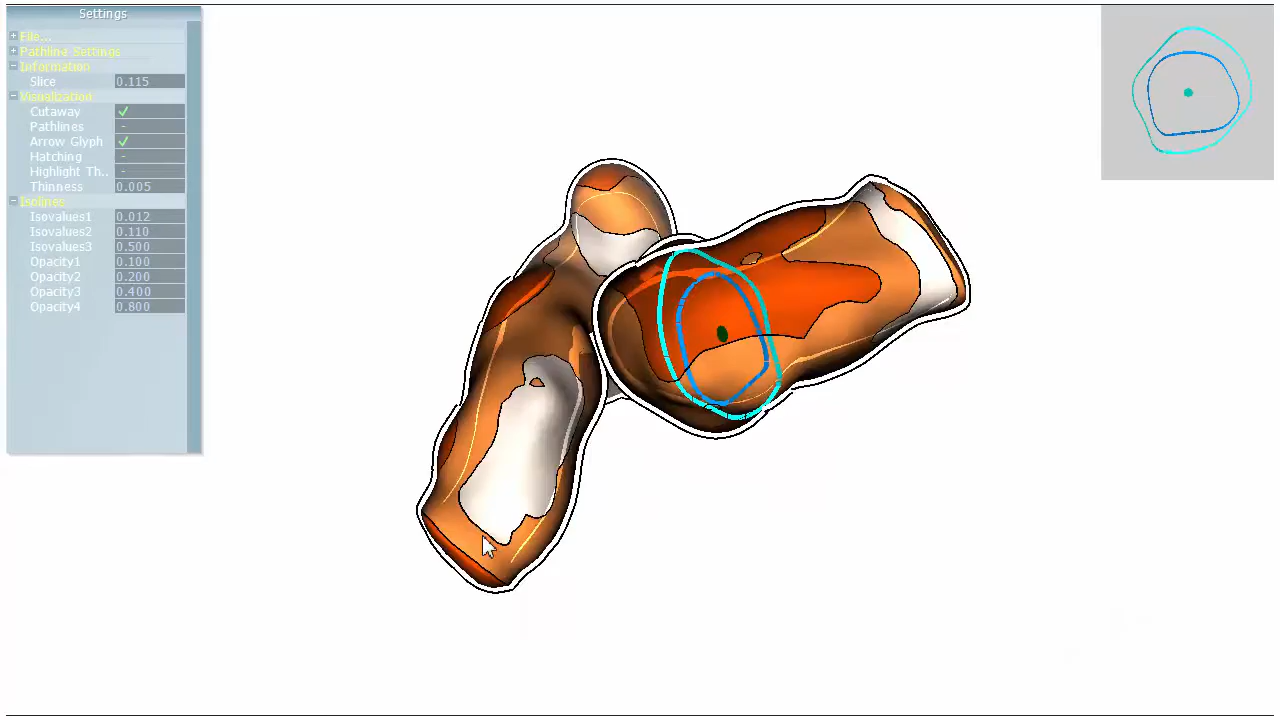 Settings
File...
Pathline Settings
Information
Slice 0.115
Visualization
Cutaway
Pathlines -
Arrow Glyph
Hatching -
Highlight Th.. -
Thinness 0.005
Isolines
Isovalues1 0.012
Isovalues2 0.110
Isovalues3 0.500
Opacity1 0.100
Opacity2 0.200
Opacity3 0.400
Opacity4 0.800